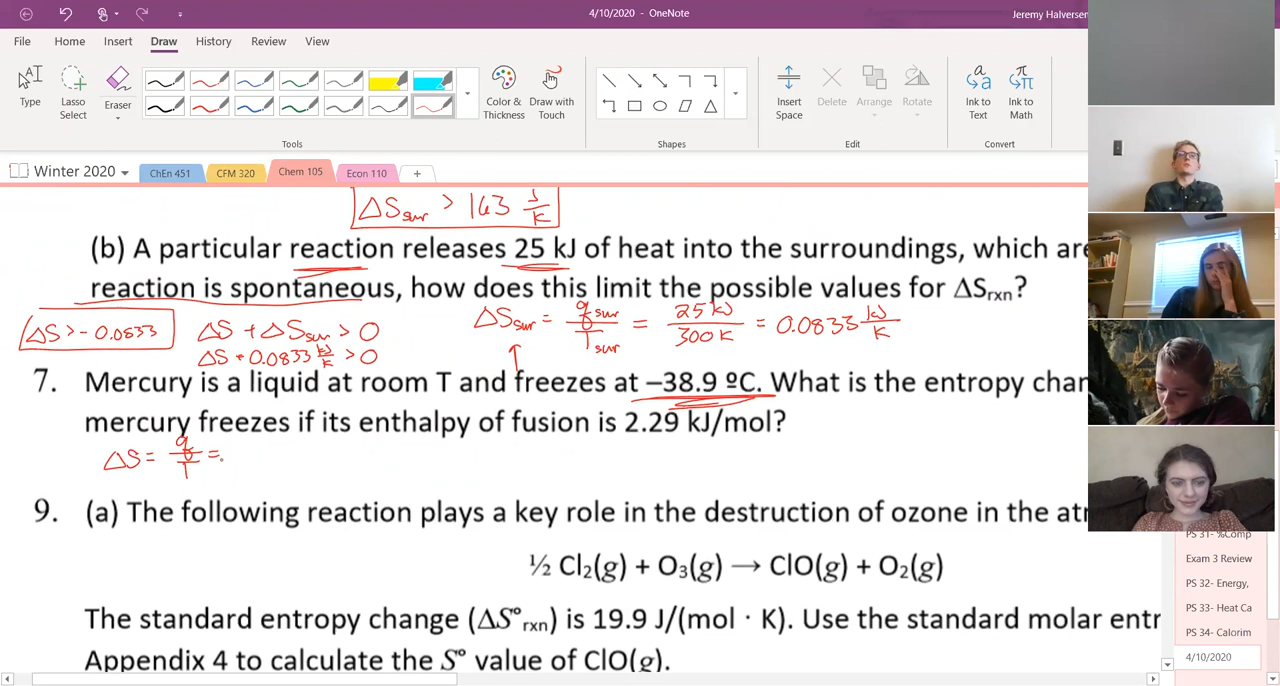 4/10/2020 - OneNote
Jeremy Halversen
File Home Insert Draw History Review View
Type
Lasso Select
Eraser
Color & Thickness
Draw with Touch
Insert Space
Delete
Arrange
Rotate
Ink to Text
Ink to Math
Tools
Shapes
Edit
Convert
Winter 2020
ChEn 451
CFM 320
Chem 105
Econ 110
ΔSsur > 163 J/K
(b) A particular reaction releases 25 kJ of heat into the surroundings, which are
reaction is spontaneous, how does this limit the possible values for ΔSrxn?
ΔS > - 0.0833
ΔS + ΔSsur > 0
ΔSsur = qsur/Tsur = 25 kJ/300 K = 0.0833 kJ/K
ΔS + 0.0833 kJ/K > 0
7. Mercury is a liquid at room T and freezes at –38.9 ºC. What is the entropy chan
mercury freezes if its enthalpy of fusion is 2.29 kJ/mol?
ΔS = q/T =
9. (a) The following reaction plays a key role in the destruction of ozone in the at
½ Cl₂(g) + O₃(g) → ClO(g) + O₂(g)
The standard entropy change (ΔS°rxn) is 19.9 J/(mol · K). Use the standard molar entr
Appendix 4 to calculate the S° value of ClO(g).
PS 31- %Comp
Exam 3 Review
PS 32- Energy,
PS 33- Heat Ca
PS 34- Calorim
4/10/2020